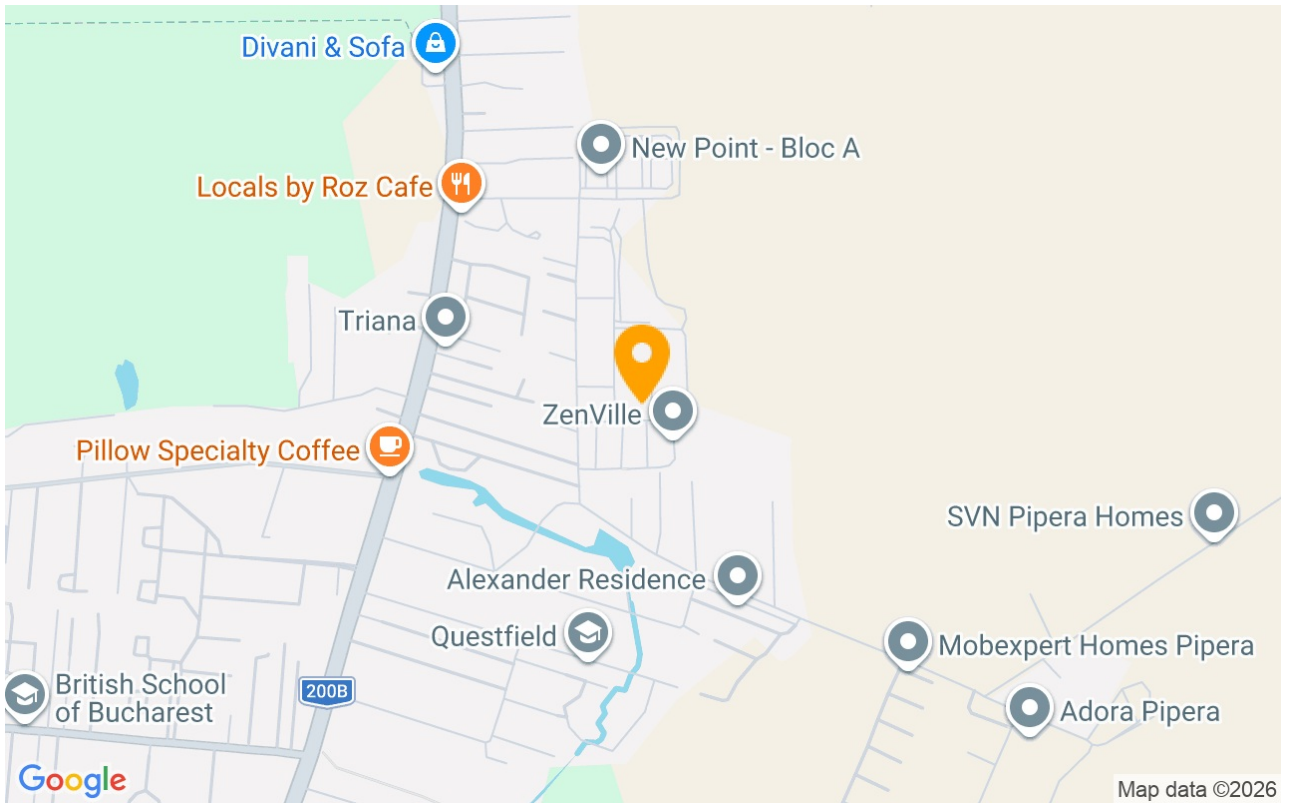 Divani & Sofa
New Point - Bloc A
Locals by Roz Cafe
Triana
ZenVille
Pillow Specialty Coffee
SVN Pipera Homes
Alexander Residence
Questfield
Mobexpert Homes Pipera
British School
of Bucharest
200B
Adora Pipera
Google
Map data ©2026